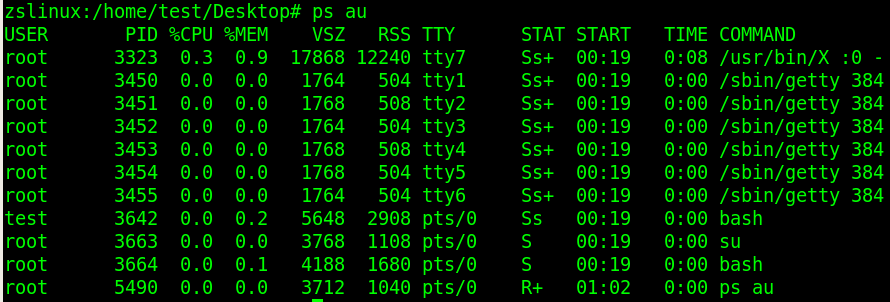 zslinux:/home/test/Desktop# ps au
USER       PID %CPU %MEM    VSZ   RSS TTY     STAT START   TIME COMMAND
root      3323  0.3  0.9  17868 12240 tty7     Ss+  00:19   0:08 /usr/bin/X :0 -
root      3450  0.0  0.0   1764   504 tty1     Ss+  00:19   0:00 /sbin/getty 384
root      3451  0.0  0.0   1768   508 tty2     Ss+  00:19   0:00 /sbin/getty 384
root      3452  0.0  0.0   1764   504 tty3     Ss+  00:19   0:00 /sbin/getty 384
root      3453  0.0  0.0   1768   508 tty4     Ss+  00:19   0:00 /sbin/getty 384
root      3454  0.0  0.0   1768   504 tty5     Ss+  00:19   0:00 /sbin/getty 384
root      3455  0.0  0.0   1764   504 tty6     Ss+  00:19   0:00 /sbin/getty 384
test      3642  0.0  0.2   5648  2908 pts/0    Ss   00:19   0:00 bash
root      3663  0.0  0.0   3768  1108 pts/0    S    00:19   0:00 su
root      3664  0.0  0.1   4188  1680 pts/0    S    00:19   0:00 bash
root      5490  0.0  0.0   3712  1040 pts/0    R+   01:02   0:00 ps au